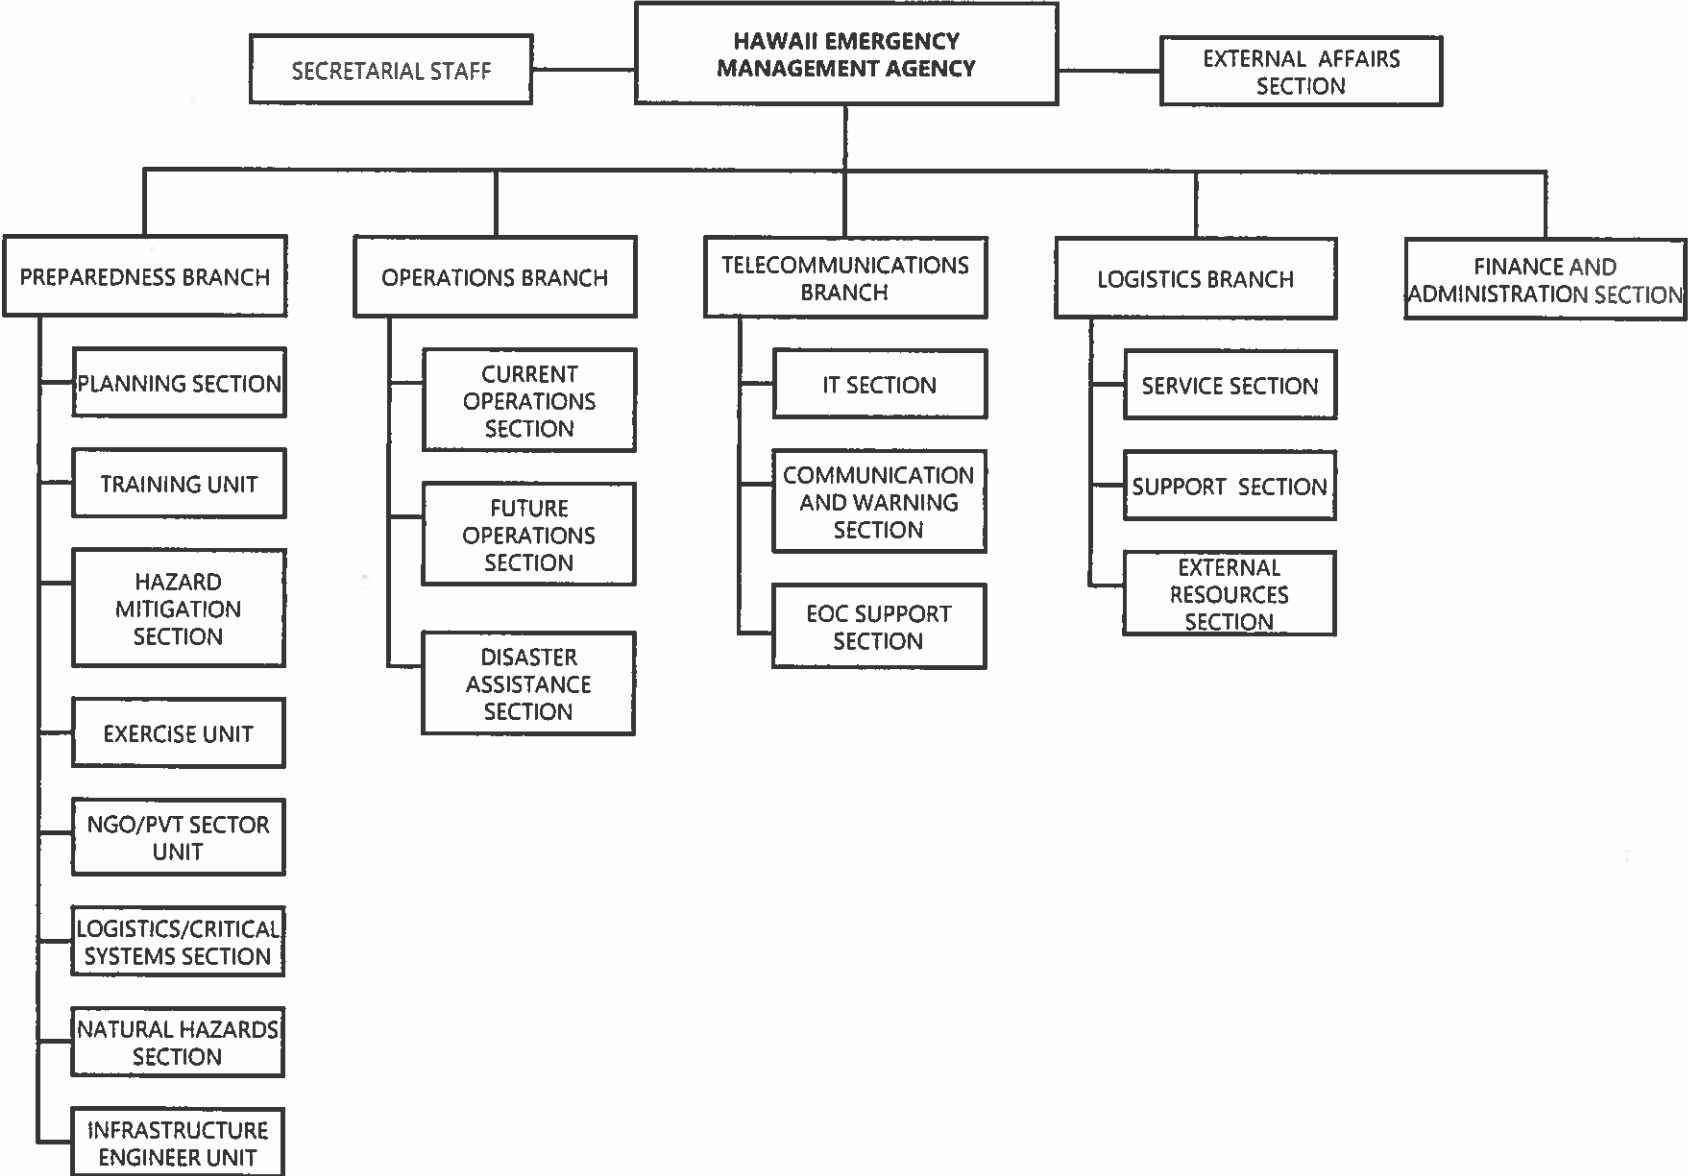 HAWAII EMERGENCY
MANAGEMENT AGENCY
SECRETARIAL STAFF
EXTERNAL AFFAIRS
SECTION
PREPAREDNESS BRANCH
PLANNING SECTION
TRAINING UNIT
HAZARD
MITIGATION
SECTION
EXERCISE UNIT
NGO/PVT SECTOR
UNIT
LOGISTICS/CRITICAL
SYSTEMS SECTION
NATURAL HAZARDS
SECTION
INFRASTRUCTURE
ENGINEER UNIT
OPERATIONS BRANCH
CURRENT
OPERATIONS
SECTION
FUTURE
OPERATIONS
SECTION
DISASTER
ASSISTANCE
SECTION
TELECOMMUNICATIONS
BRANCH
IT SECTION
COMMUNICATION
AND WARNING
SECTION
EOC SUPPORT
SECTION
LOGISTICS BRANCH
SERVICE SECTION
SUPPORT SECTION
EXTERNAL
RESOURCES
SECTION
FINANCE AND
ADMINISTRATION SECTION